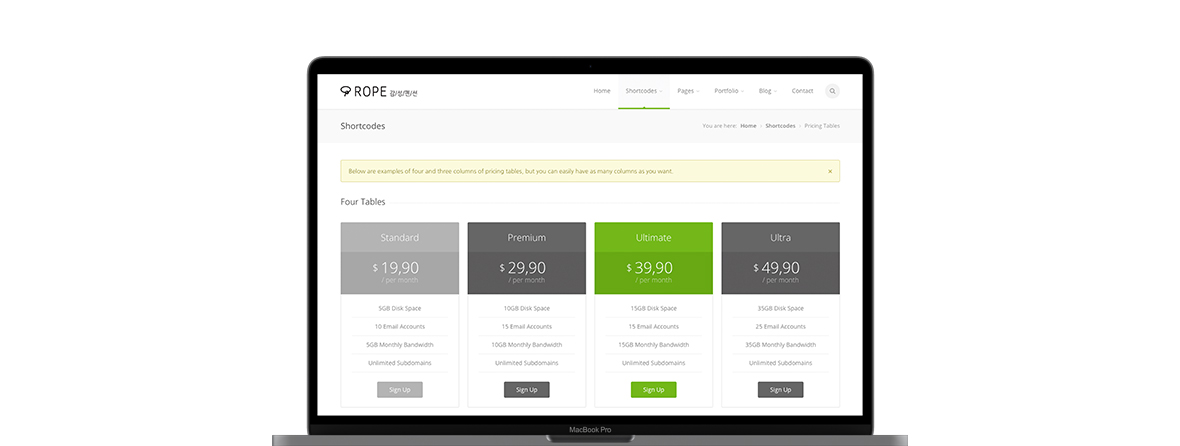 ROPE 감/성/펜/션
Home Shortcodes Pages Portfolio Blog Contact
Shortcodes
You are here: Home › Shortcodes › Pricing Tables
Below are examples of four and three columns of pricing tables, but you can easily have as many columns as you want. ×
Four Tables
Standard Premium Ultimate Ultra
$ 19,90 $ 29,90 $ 39,90 $ 49,90
/ per month / per month / per month / per month
5GB Disk Space 10GB Disk Space 15GB Disk Space 35GB Disk Space
10 Email Accounts 15 Email Accounts 15 Email Accounts 25 Email Accounts
5GB Monthly Bandwidth 10GB Monthly Bandwidth 15GB Monthly Bandwidth 35GB Monthly Bandwidth
Unlimited Subdomains Unlimited Subdomains Unlimited Subdomains Unlimited Subdomains
Sign Up Sign Up Sign Up Sign Up
MacBook Pro